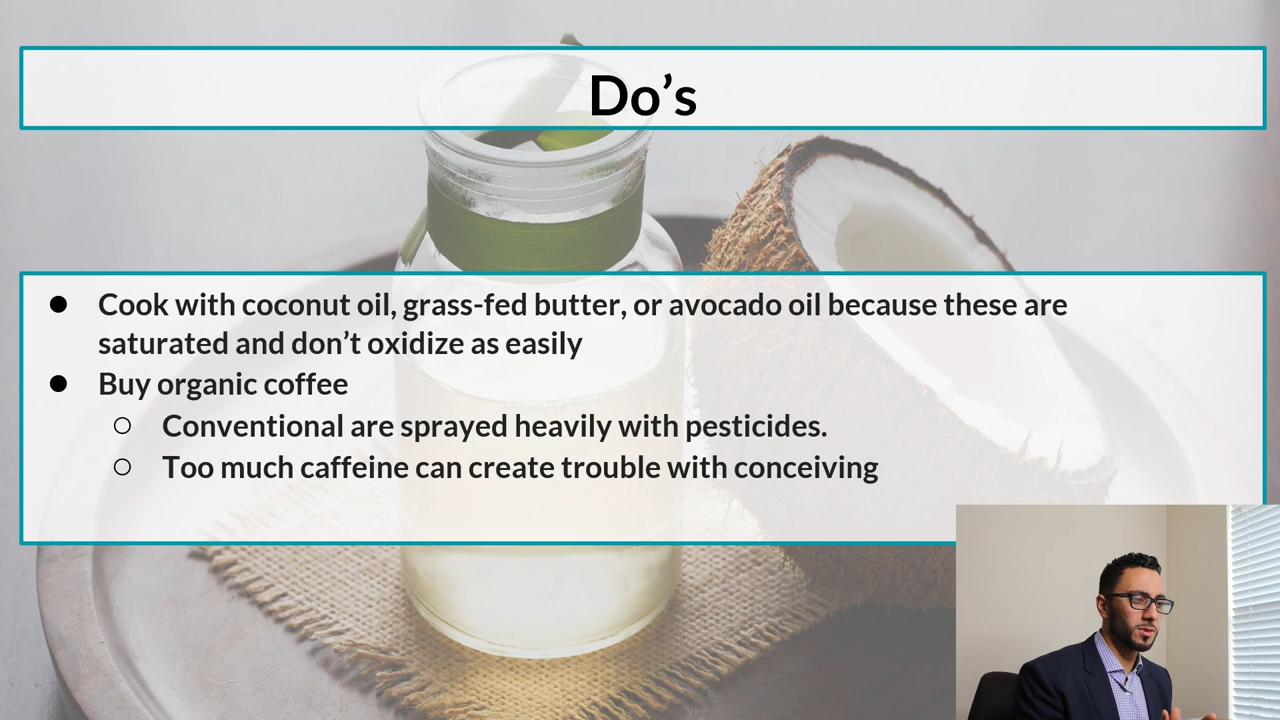 Do’s
Cook with coconut oil, grass-fed butter, or avocado oil because these are
saturated and don’t oxidize as easily
Buy organic coffee
Conventional are sprayed heavily with pesticides.
Too much caffeine can create trouble with conceiving